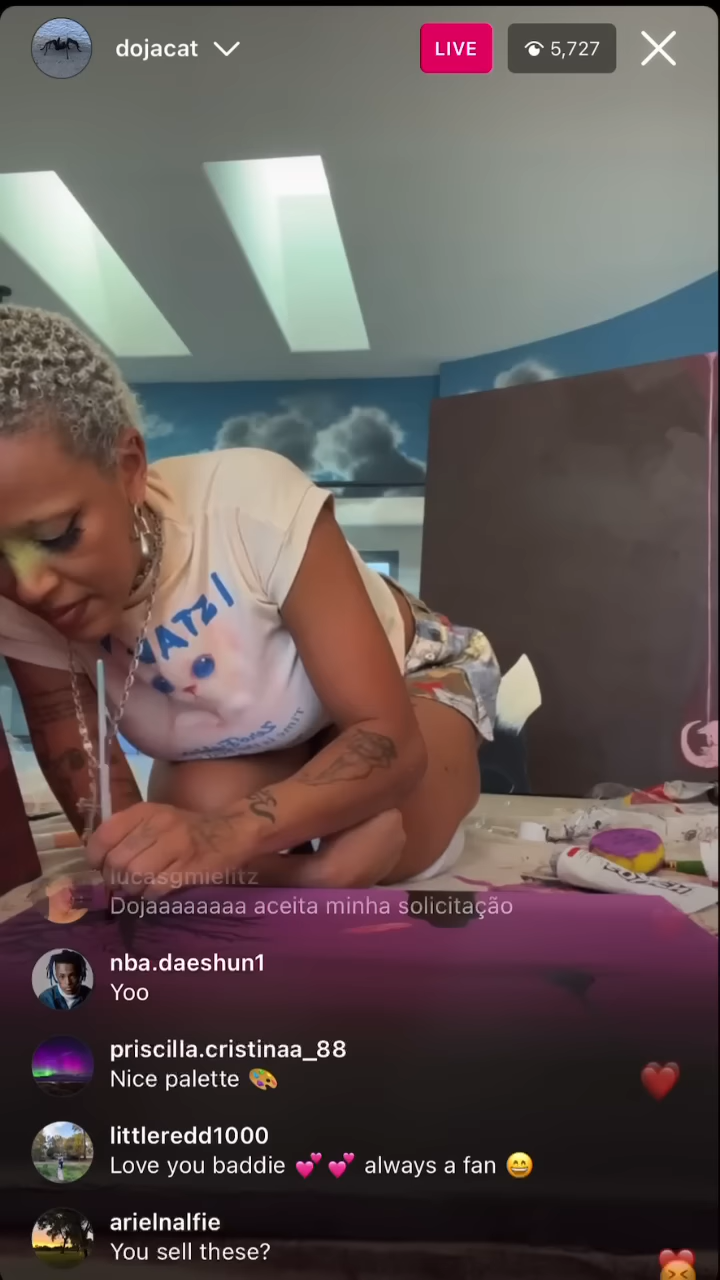 dojacat
LIVE
5,727
lucasgmielitz
Dojaaaaaaaa aceita minha solicitação
nba.daeshun1
Yoo
priscilla.cristinaa_88
Nice palette 🎨
littleredd1000
Love you baddie 💕 💕 always a fan 😄
arielnalfie
You sell these?